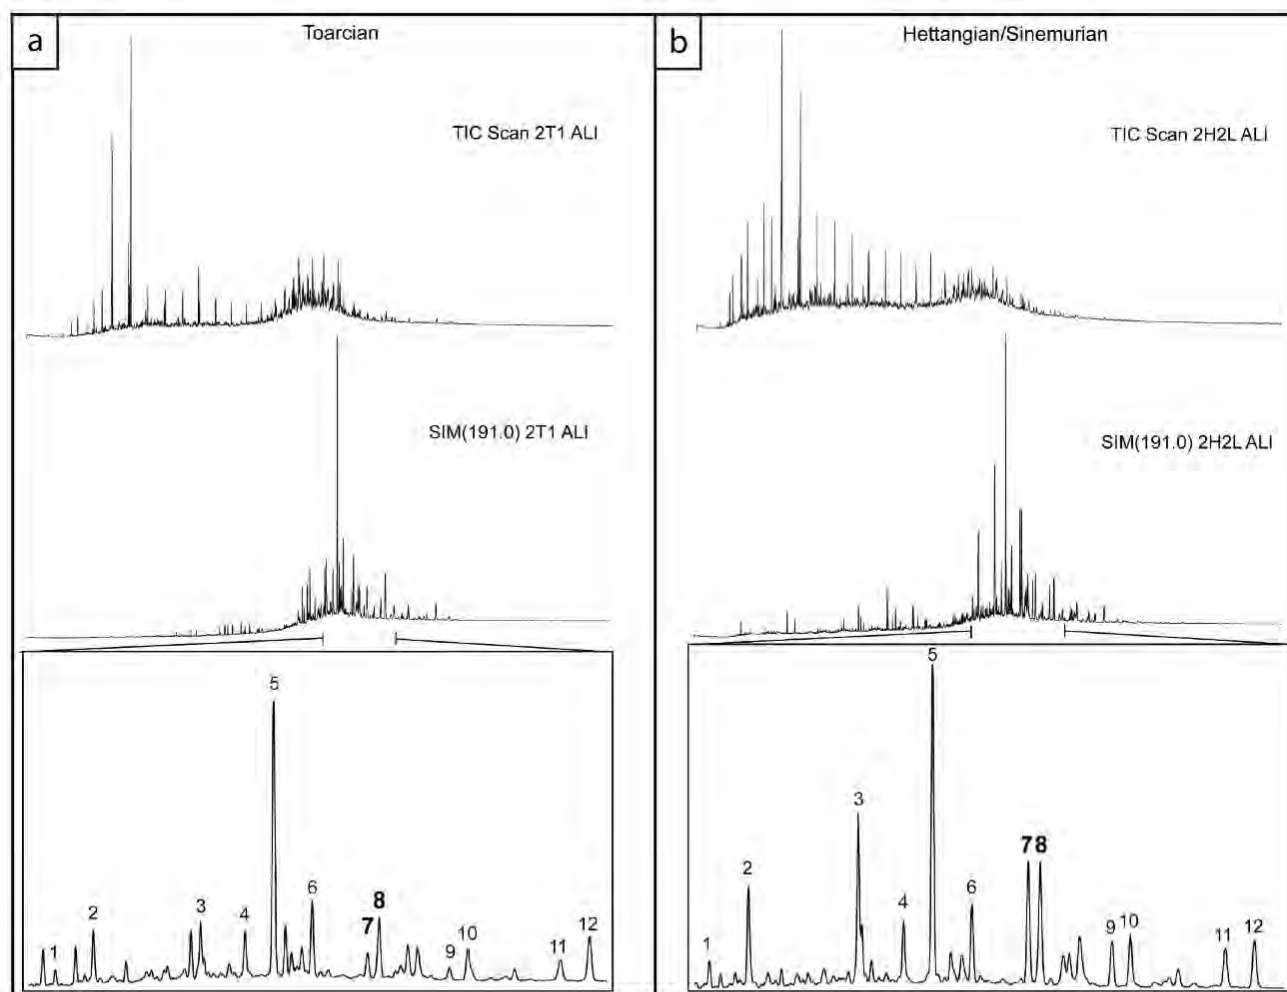 a
Toarcian
TIC Scan 2T1 ALI
SIM(191.0) 2T1 ALI
5
2
3
4
6
8
7
1
9
10
11
12
b
Hettangian/Sinemurian
TIC Scan 2H2L ALI
SIM(191.0) 2H2L ALI
5
3
2
7 8
4
6
1
9
10
11
12